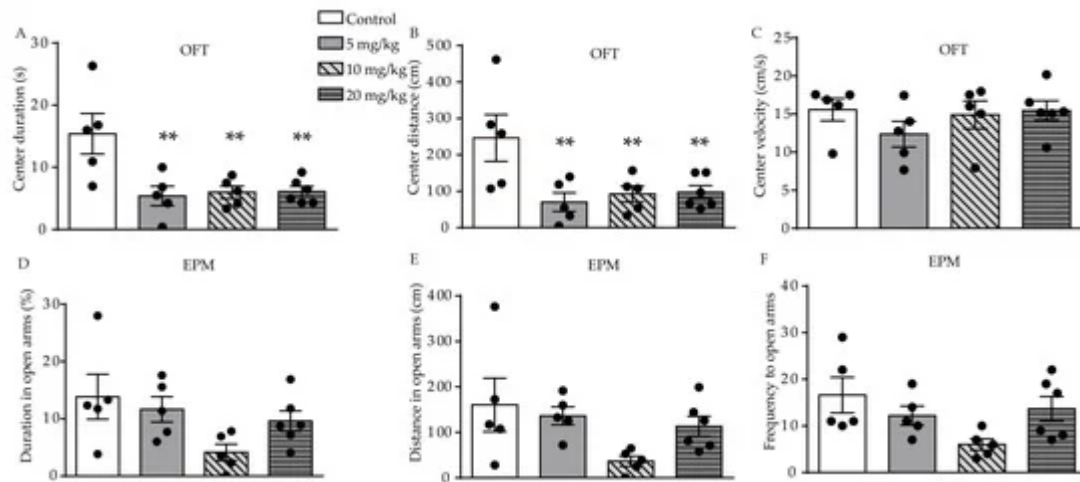 Control
5 mg/kg
10 mg/kg
20 mg/kg
A
OFT
Center duration (s)
30
20
10
0
**
**
**
B
OFT
Center distance (cm)
500
400
300
200
100
0
**
**
**
C
OFT
Center velocity (cm/s)
25
20
15
10
5
0
D
EPM
Duration in open arms (%)
30
20
10
0
E
EPM
Distance in open arms (cm)
400
300
200
100
0
F
EPM
Frequency to open arms
40
30
20
10
0